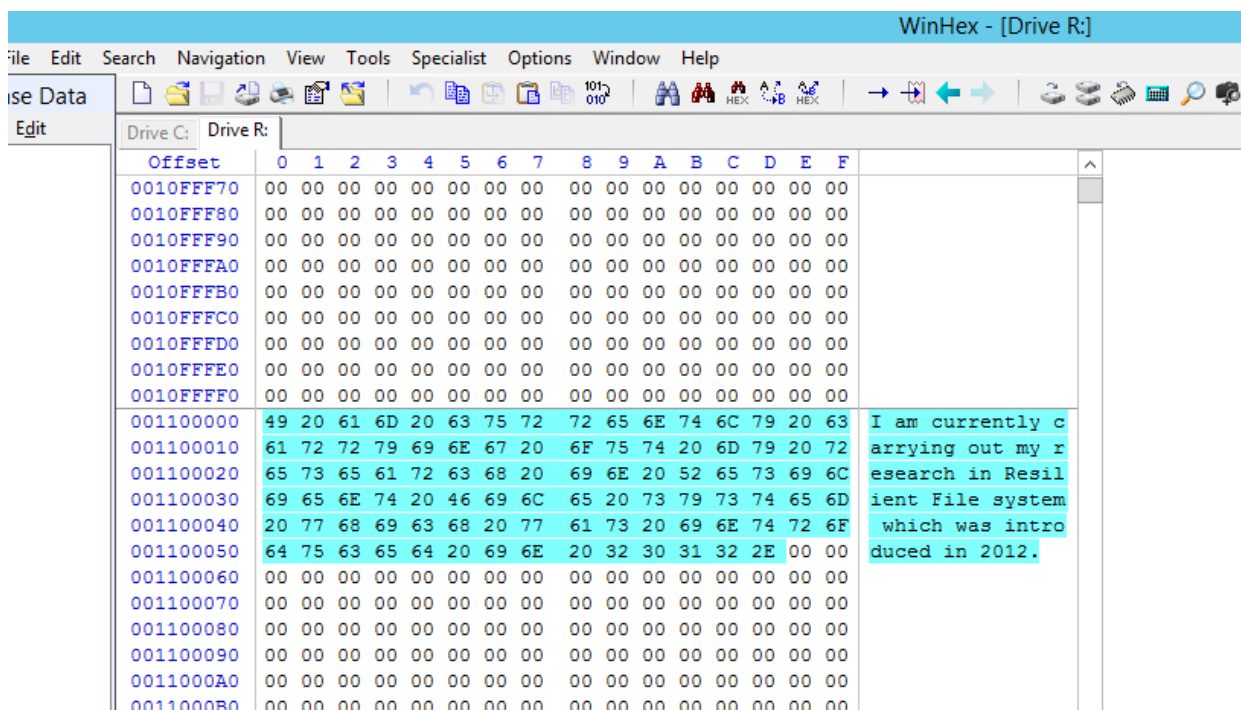 WinHex - [Drive R:]
File Edit Search Navigation View Tools Specialist Options Window Help
se Data
Edit
Drive C: Drive R:
Offset 0 1 2 3 4 5 6 7 8 9 A B C D E F
0010FFF70 00 00 00 00 00 00 00 00 00 00 00 00 00 00 00 00
0010FFF80 00 00 00 00 00 00 00 00 00 00 00 00 00 00 00 00
0010FFF90 00 00 00 00 00 00 00 00 00 00 00 00 00 00 00 00
0010FFFA0 00 00 00 00 00 00 00 00 00 00 00 00 00 00 00 00
0010FFFB0 00 00 00 00 00 00 00 00 00 00 00 00 00 00 00 00
0010FFFC0 00 00 00 00 00 00 00 00 00 00 00 00 00 00 00 00
0010FFFD0 00 00 00 00 00 00 00 00 00 00 00 00 00 00 00 00
0010FFFE0 00 00 00 00 00 00 00 00 00 00 00 00 00 00 00 00
0010FFFF0 00 00 00 00 00 00 00 00 00 00 00 00 00 00 00 00
001100000 49 20 61 6D 20 63 75 72 72 65 6E 74 6C 79 20 63 I am currently c
001100010 61 72 72 79 69 6E 67 20 6F 75 74 20 6D 79 20 72 arrying out my r
001100020 65 73 65 61 72 63 68 20 69 6E 20 52 65 73 69 6C esearch in Resil
001100030 69 65 6E 74 20 46 69 6C 65 20 73 79 73 74 65 6D ient File system
001100040 20 77 68 69 63 68 20 77 61 73 20 69 6E 74 72 6F which was intro
001100050 64 75 63 65 64 20 69 6E 20 32 30 31 32 2E 00 00 duced in 2012.
001100060 00 00 00 00 00 00 00 00 00 00 00 00 00 00 00 00
001100070 00 00 00 00 00 00 00 00 00 00 00 00 00 00 00 00
001100080 00 00 00 00 00 00 00 00 00 00 00 00 00 00 00 00
001100090 00 00 00 00 00 00 00 00 00 00 00 00 00 00 00 00
0011000A0 00 00 00 00 00 00 00 00 00 00 00 00 00 00 00 00
0011000B0 00 00 00 00 00 00 00 00 00 00 00 00 00 00 00 00